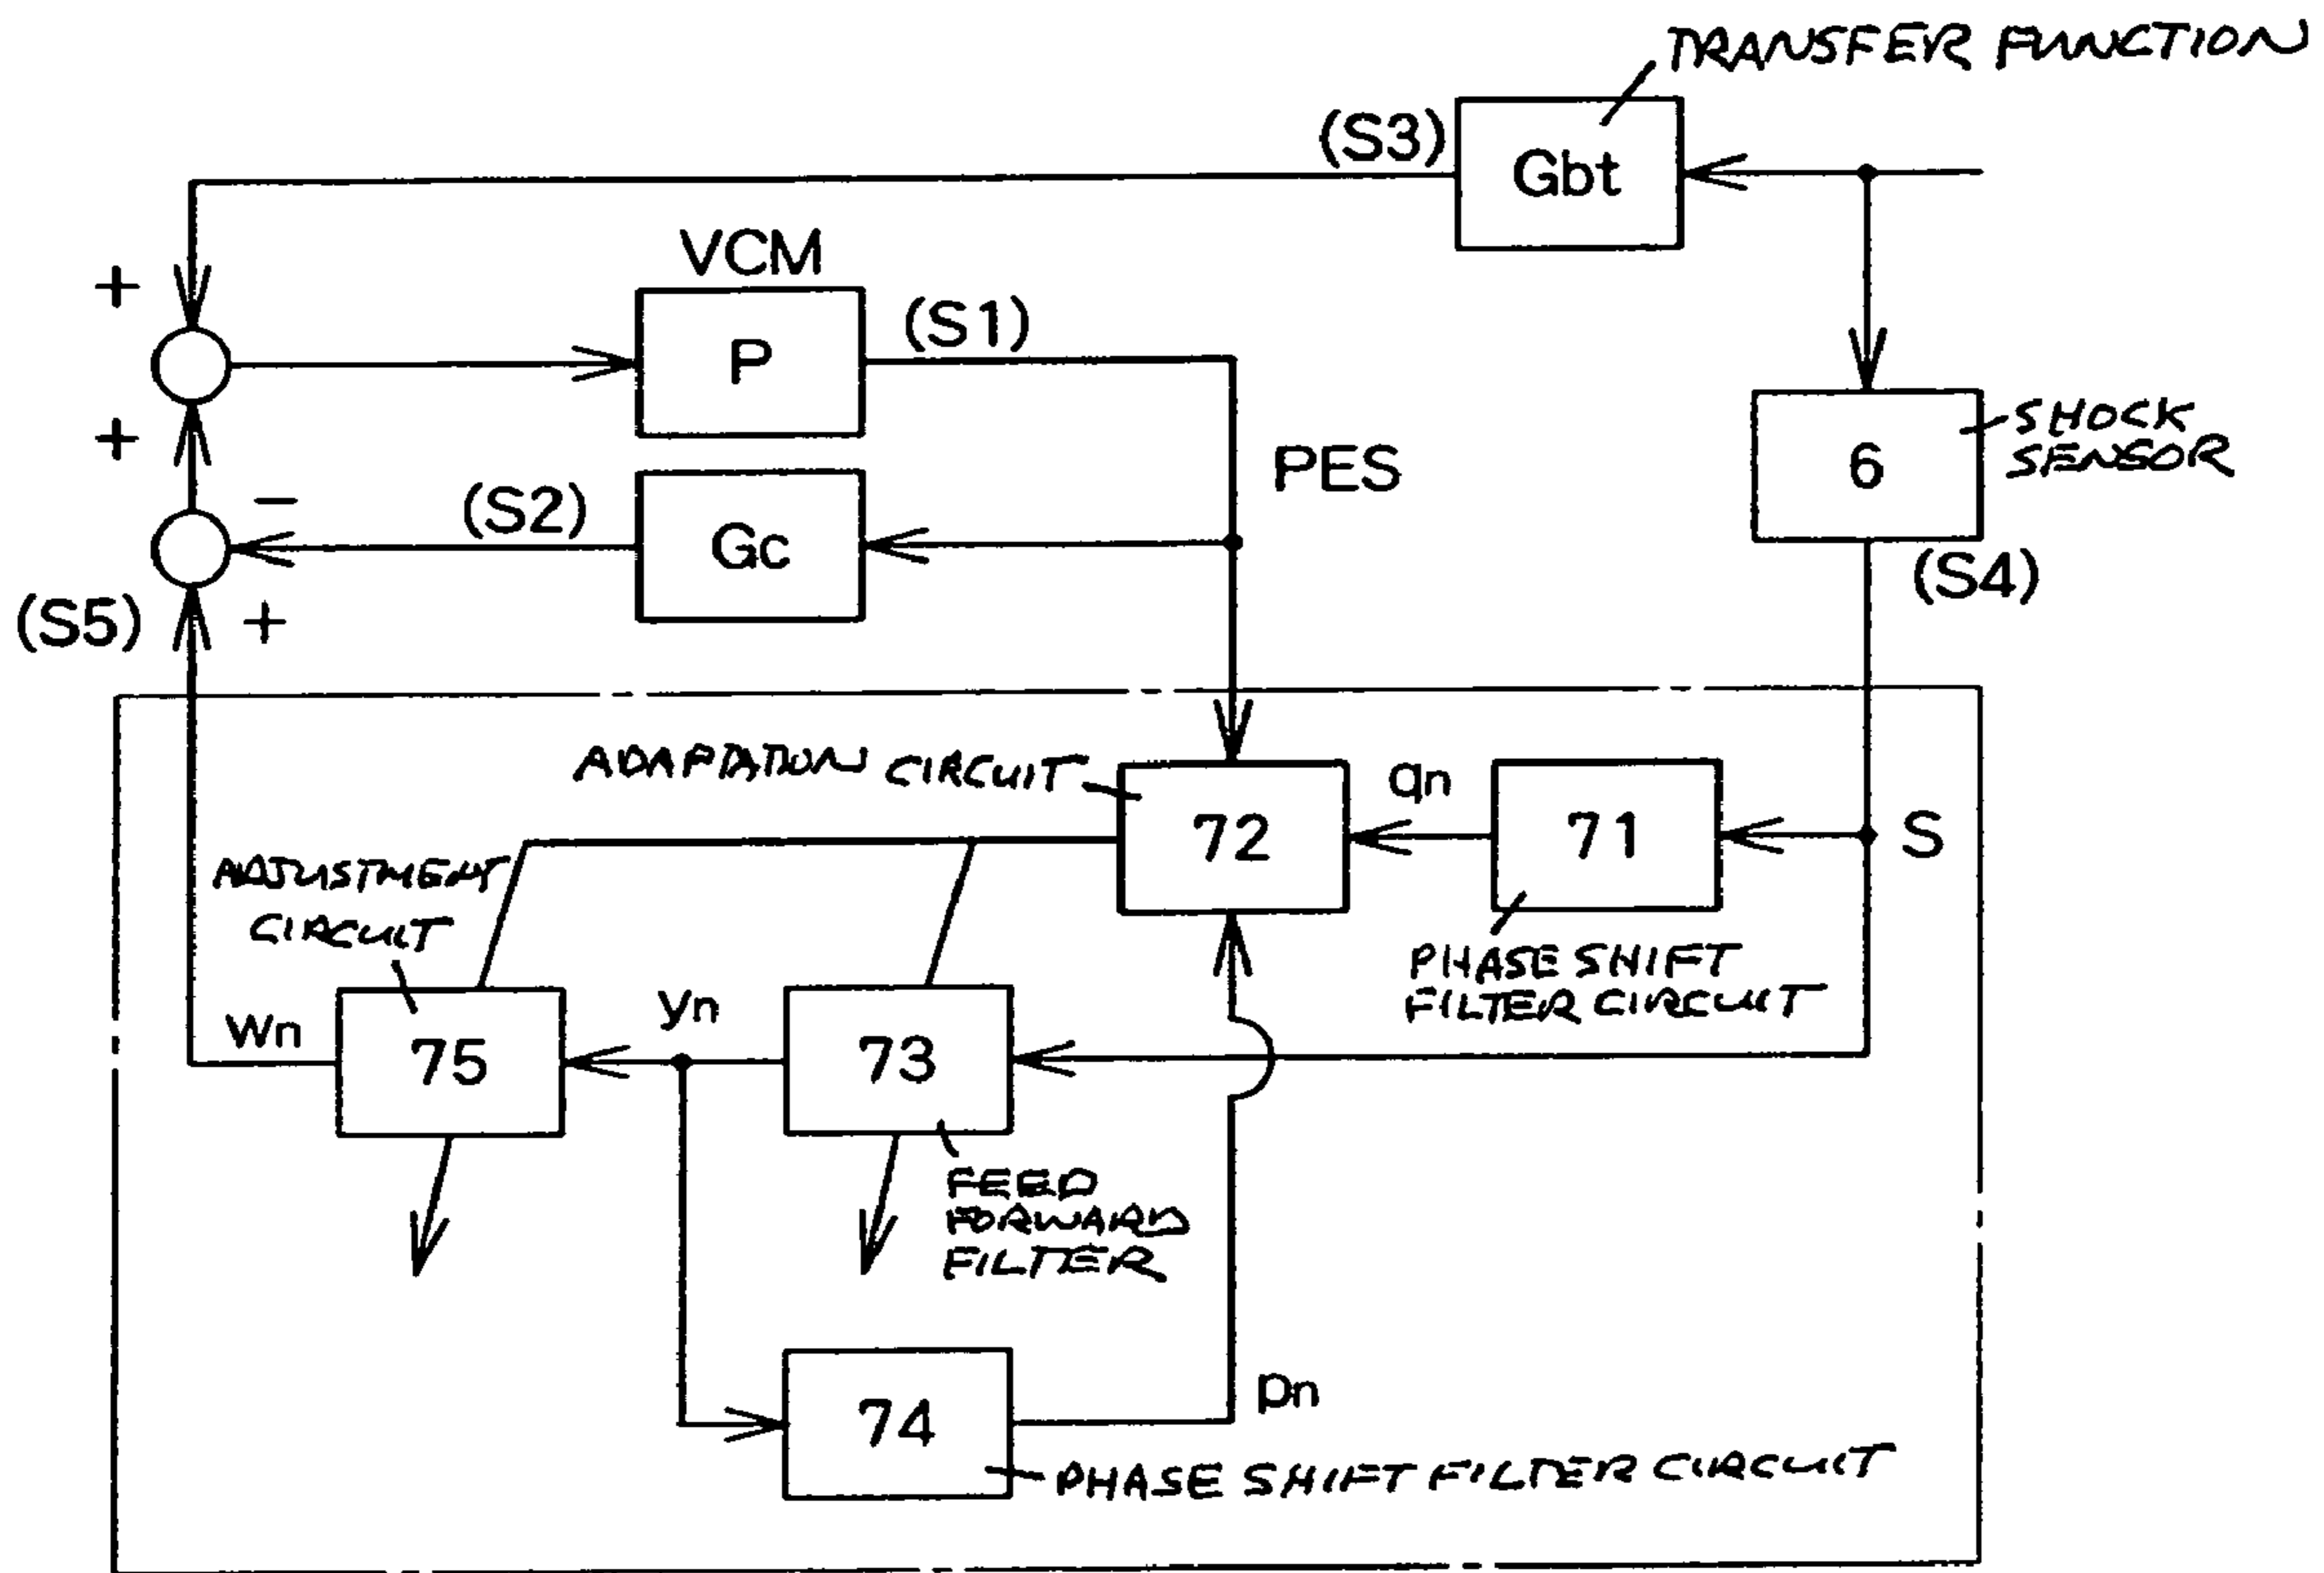 TRANSFER FUNCTION
(S3)
Gbt
VCM
+
P
(S1)
6
SHOCK
SENSOR
+
PES
(S2)
−
Gc
(S4)
(S5)
+
ADAPTATION CIRCUIT
72
qn
71
S
ADJUSTMENT
CIRCUIT
PHASE SHIFT
FILTER CIRCUIT
wn
75
yn
73
FEED
FORWARD
FILTER
74
pn
PHASE SHIFT FILTER CIRCUIT